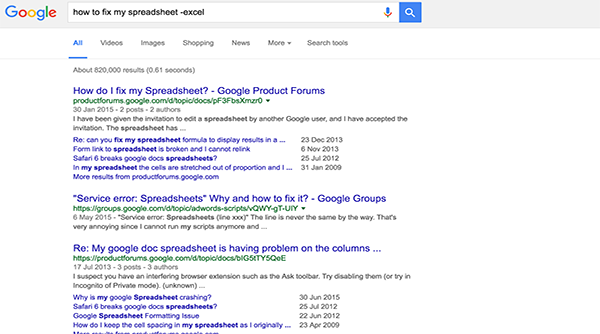 Google
how to fix my spreadsheet -excel
All Videos Images Shopping News More Search tools
About 820,000 results (0.61 seconds)
How do I fix my Spreadsheet? - Google Product Forums
productforums.google.com/d/topic/docs/pF3FbsXmzr0
30 Jan 2015 - 2 posts - 2 authors
I have been given the invitation to edit a spreadsheet by another Google user, and I have accepted the
invitation. The spreadsheet has ...
Re: can you fix my spreadsheet formula to display results in a ... 23 Dec 2013
Form link to spreadsheet is broken and I cannot relink 6 Nov 2013
Safari 6 breaks google docs spreadsheets? 25 Jul 2012
In my spreadsheet the cells are stretched out of proportion and I ... 31 Jan 2009
More results from productforums.google.com
"Service error: Spreadsheets" Why and how to fix it? - Google Groups
https://groups.google.com/d/topic/adwords-scripts/vQWY-gT-UIY
6 May 2015 - "Service error: Spreadsheets (line xxx)" The line is never the same by the way. That's
very annoying since I cannot run my scripts anymore and ...
Re: My google doc spreadsheet is having problem on the columns ...
https://productforums.google.com/d/topic/docs/bIG5tTY5QeE
17 Jul 2013 - 3 posts - 3 authors
I suspect you have an interfering browser extension such as the Ask toolbar. Try disabling them (or try in
Incognito of Private mode). (unknown) ...
Why is my google Spreadsheet crashing? 30 Jun 2015
Safari 6 breaks google docs spreadsheets? 25 Jul 2012
Google Spreadsheet Formatting Issue 22 Jun 2012
How do I keep the cell spacing in my spreadsheet as I originally ... 23 Apr 2009